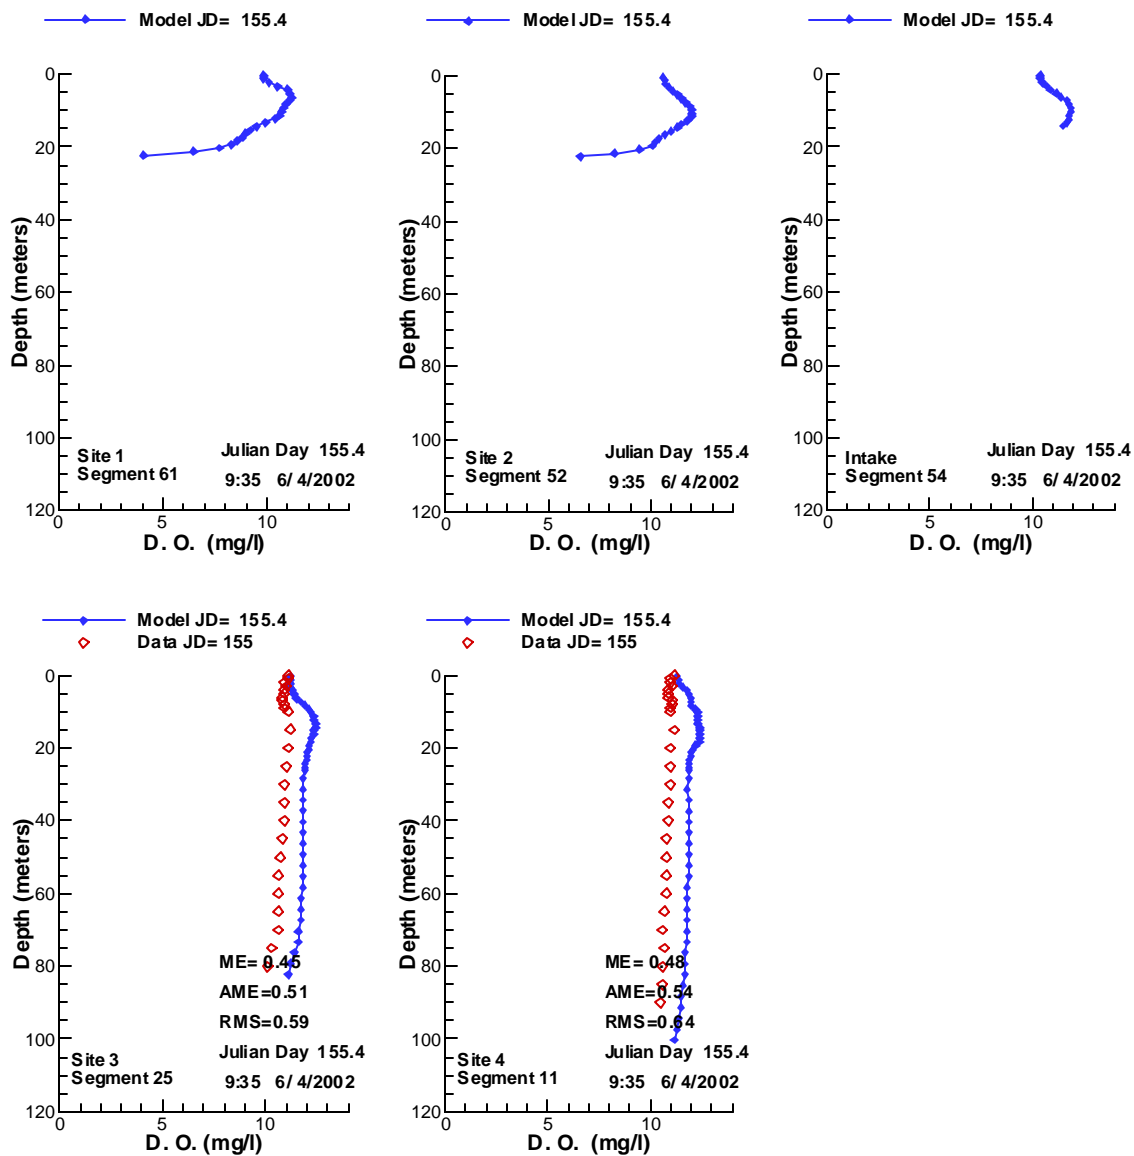 Model JD= 155.4
0
20
40
60
80
100
120
Depth (meters)
Site 1
Segment 61
Julian Day 155.4
9:35 6/ 4/2002
0 5 10
D. O. (mg/l)
Model JD= 155.4
0
20
40
60
80
100
120
Depth (meters)
Site 2
Segment 52
Julian Day 155.4
9:35 6/ 4/2002
0 5 10
D. O. (mg/l)
Model JD= 155.4
0
20
40
60
80
100
120
Depth (meters)
Intake
Segment 54
Julian Day 155.4
9:35 6/ 4/2002
0 5 10
D. O. (mg/l)
Model JD= 155.4
Data JD= 155
0
20
40
60
80
100
120
Depth (meters)
ME= 0.45
AME=0.51
RMS=0.59
Site 3
Segment 25
Julian Day 155.4
9:35 6/ 4/2002
0 5 10
D. O. (mg/l)
Model JD= 155.4
Data JD= 155
0
20
40
60
80
100
120
Depth (meters)
ME= 0.48
AME=0.54
RMS=0.64
Site 4
Segment 11
Julian Day 155.4
9:35 6/ 4/2002
0 5 10
D. O. (mg/l)